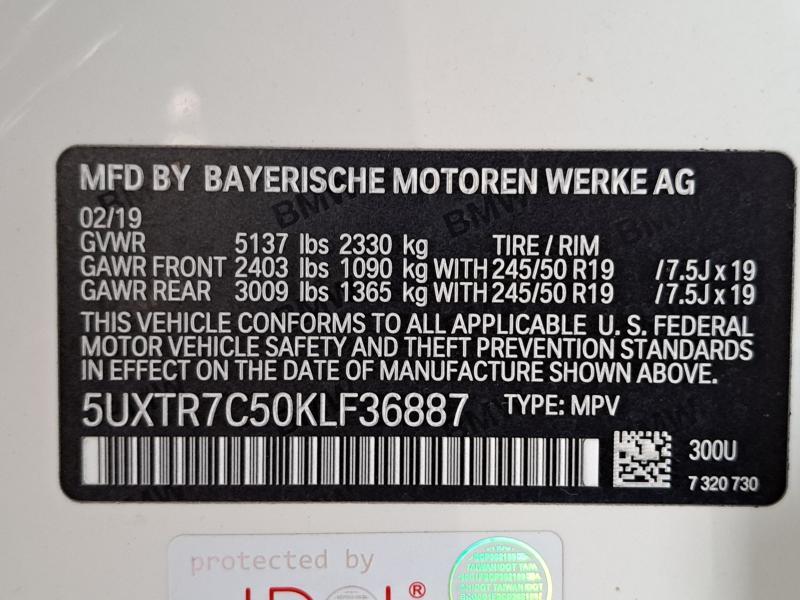 MFD BY BAYERISCHE MOTOREN WERKE AG
02/19
GVWR 5137 lbs 2330 kg TIRE / RIM
GAWR FRONT 2403 lbs 1090 kg WITH 245/50 R19 /7.5J x 19
GAWR REAR 3009 lbs 1365 kg WITH 245/50 R19 /7.5J x 19
THIS VEHICLE CONFORMS TO ALL APPLICABLE U. S. FEDERAL
MOTOR VEHICLE SAFETY AND THEFT PREVENTION STANDARDS
IN EFFECT ON THE DATE OF MANUFACTURE SHOWN ABOVE.
5UXTR7C50KLF36887 TYPE: MPV
300U
7 320 730
protected by